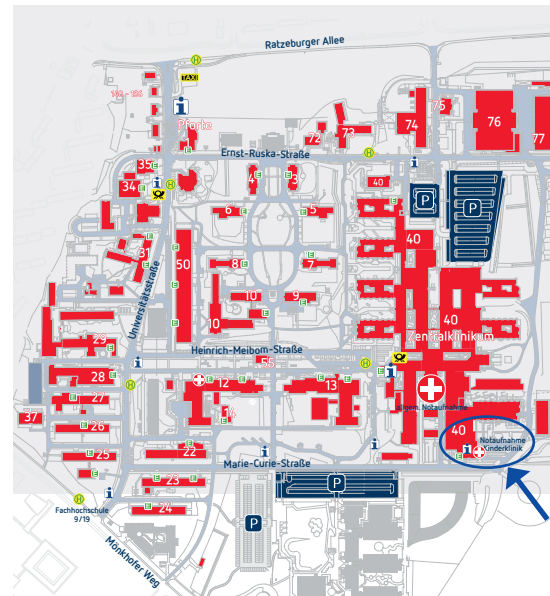 Ratzeburger Allee
H
TAXI
i
Pforte
1
72
73
74
75
76
77
Ernst-Ruska-Straße
H
i
35
34
i
H
4
3
40
P
P
6
5
31
50
8
7
40
10
9
10
40
Zentralklinikum
Universitätsstraße
Heinrich-Meibom-Straße
55
H
i
i
29
28
27
26
25
37
H
12
13
14
Allgem. Notaufnahme
40
Notaufnahme
Kinderklinik
i
i
i
22
Marie-Curie-Straße
23
24
i
H
Fachhochschule
9/19
P
P
Mönkhofer Weg